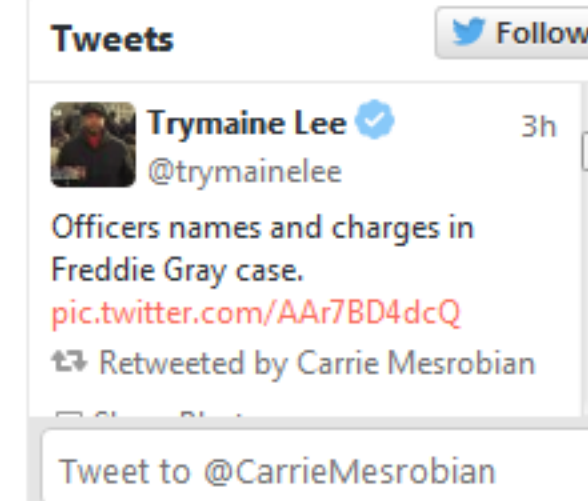 Tweets
Follow
Trymaine Lee
3h
@trymainelee
Officers names and charges in
Freddie Gray case.
pic.twitter.com/AAr7BD4dcQ
Retweeted by Carrie Mesrobian
Tweet to @CarrieMesrobian